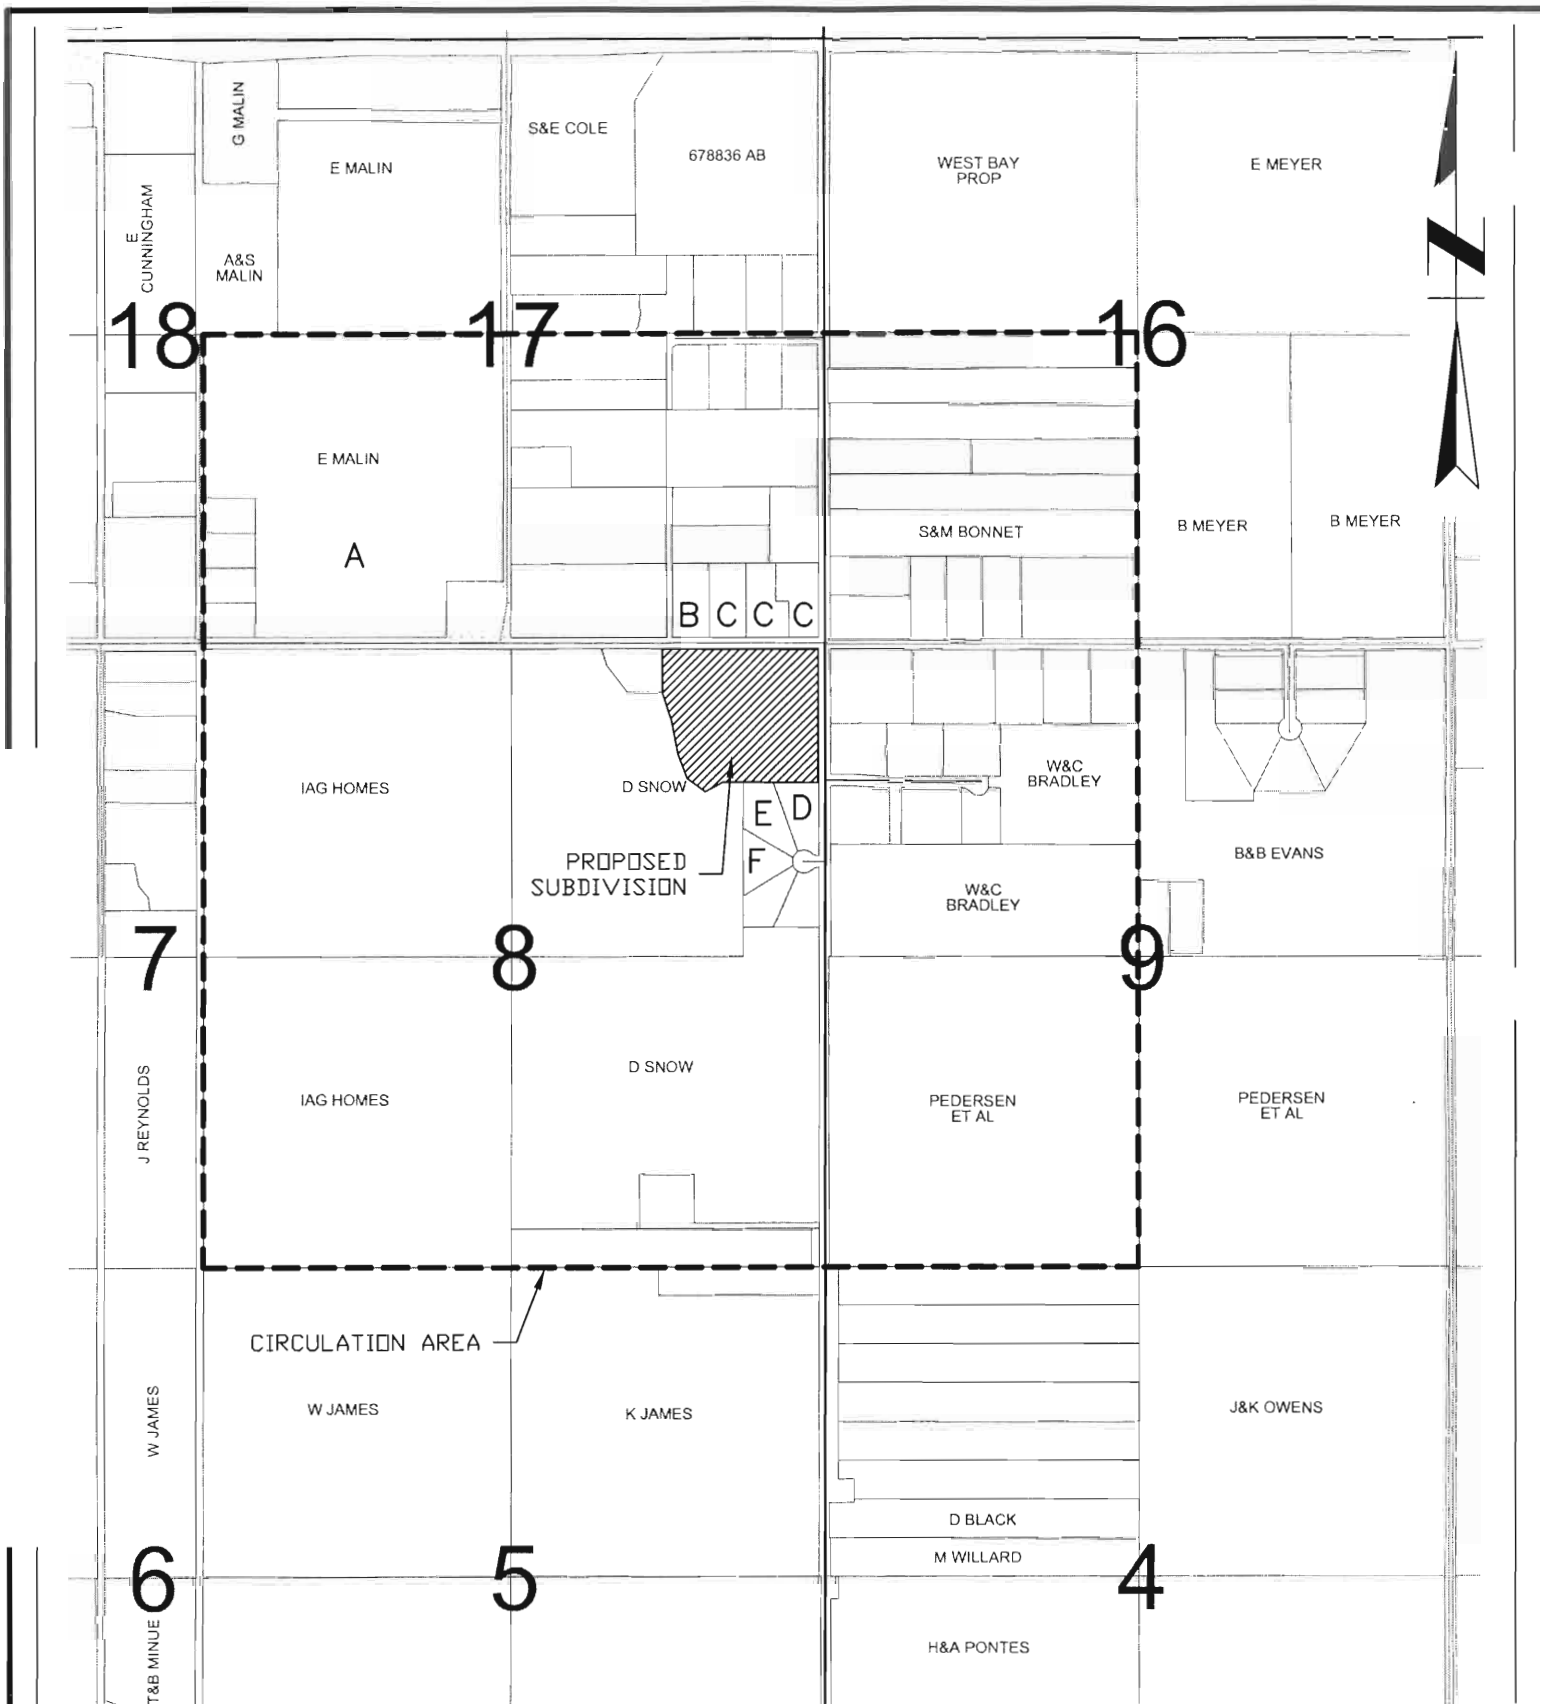 G MALIN
E MALIN
S&E COLE
678836 AB
WEST BAY
PROP
E MEYER
E
CUNNINGHAM
A&S
MALIN
N
18
17
16
E MALIN
A
S&M BONNET
B MEYER
B MEYER
B
C
C
C
IAG HOMES
D SNOW
W&C
BRADLEY
E
D
F
PROPOSED
SUBDIVISION
B&B EVANS
W&C
BRADLEY
7
8
9
J REYNOLDS
IAG HOMES
D SNOW
PEDERSEN
ET AL
PEDERSEN
ET AL
CIRCULATION AREA
W JAMES
W JAMES
K JAMES
J&K OWENS
D BLACK
M WILLARD
6
5
4
T&B MINUE
H&A PONTES